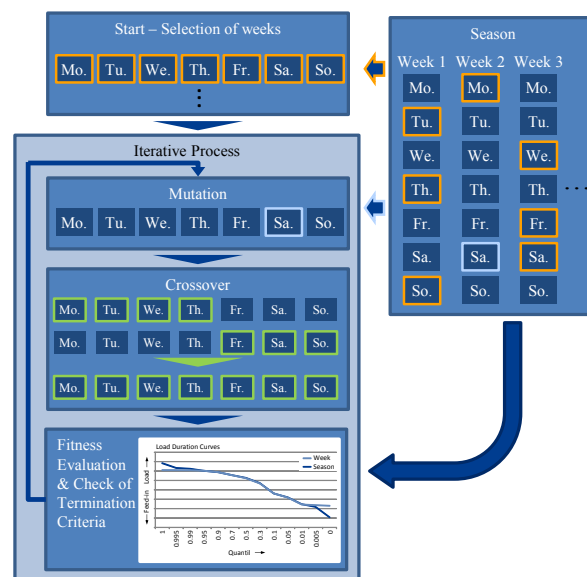 Start – Selection of weeks
Mo. Tu. We. Th. Fr. Sa. So.
⋮
Season
Week 1 Week 2 Week 3
Mo. Mo. Mo.
Tu. Tu. Tu.
We. We. We.
Th. Th. Th. ...
Fr. Fr. Fr.
Sa. Sa. Sa.
So. So. So.
Iterative Process
Mutation
Mo. Tu. We. Th. Fr. Sa. So.
Crossover
Mo. Tu. We. Th. Fr. Sa. So.
Mo. Tu. We. Th. Fr. Sa. So.
Mo. Tu. We. Th. Fr. Sa. So.
Fitness
Evaluation
& Check of
Termination
Criteria
Load Duration Curves
Week
Season
← Feed-in Load →
1 0.995 0.99 0.95 0.9 0.7 0.5 0.3 0.1 0.05 0.01 0.005 0
Quantil →